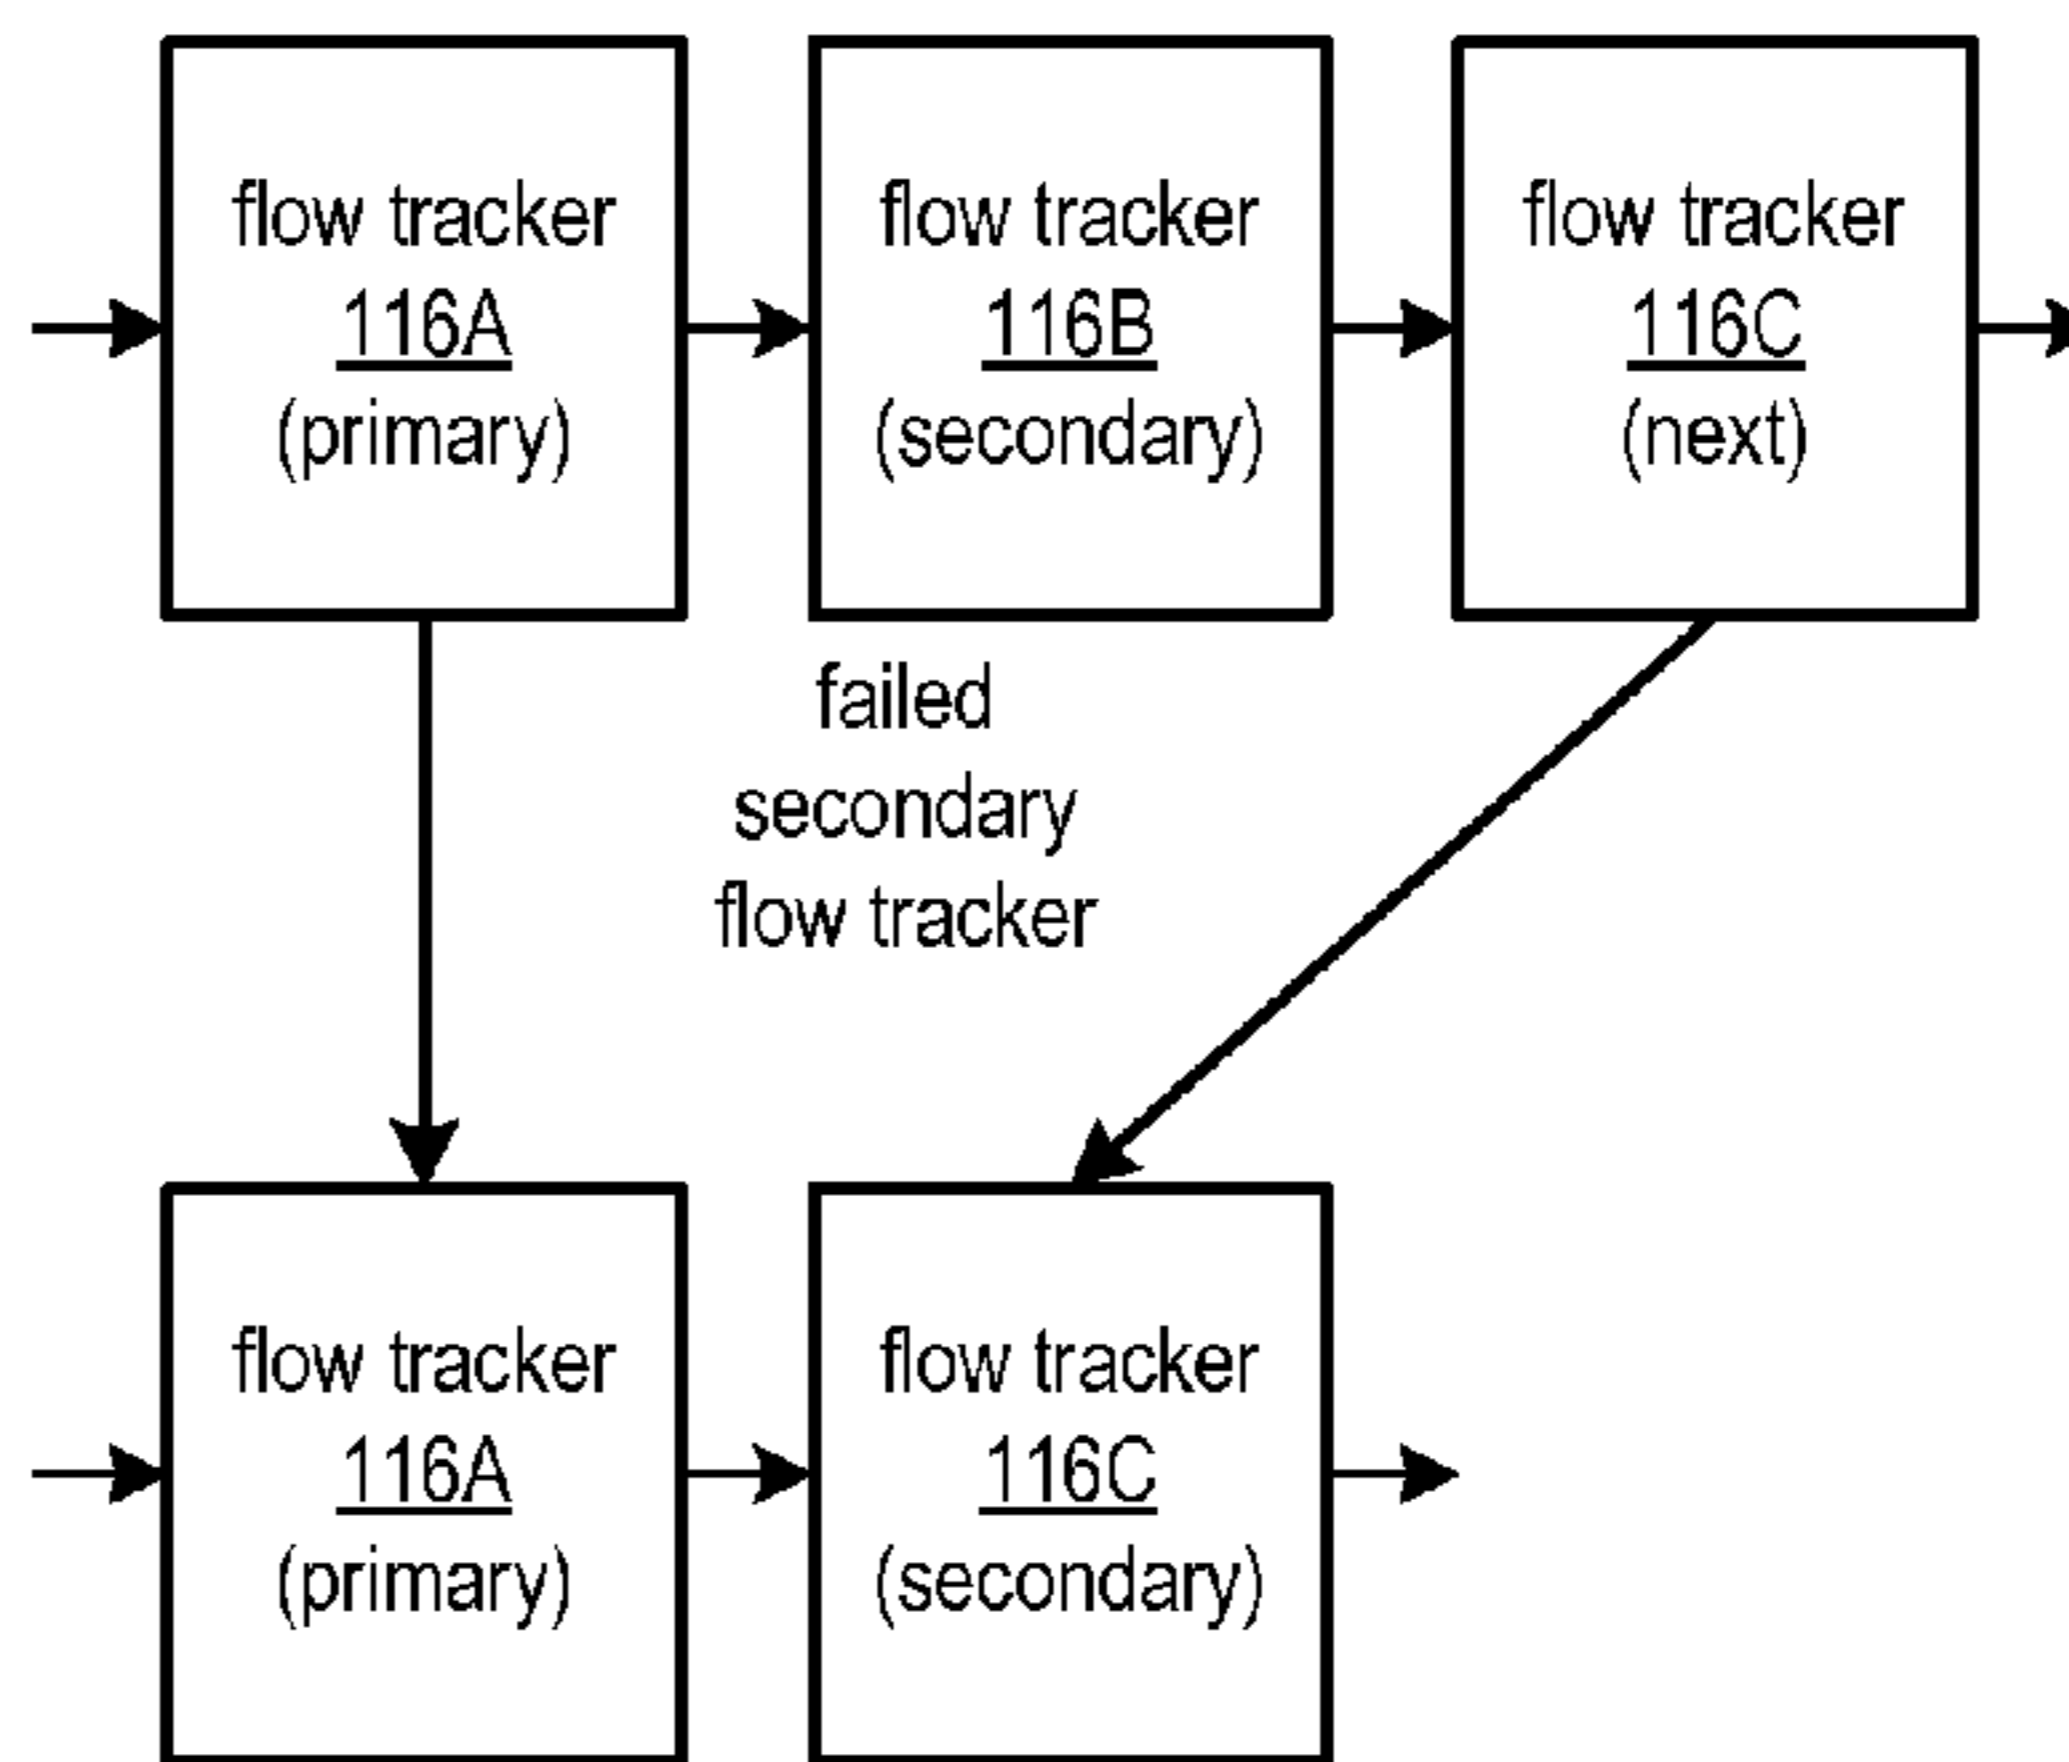 flow tracker
116A
(primary)
flow tracker
116B
(secondary)
flow tracker
116C
(next)
failed
secondary
flow tracker
flow tracker
116A
(primary)
flow tracker
116C
(secondary)